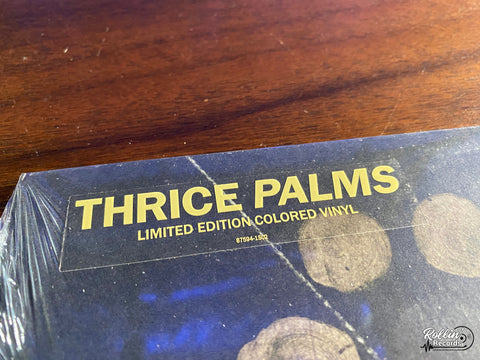 THRICE PALMS
LIMITED EDITION COLORED VINYL
87594-1502
Rollin'
Records